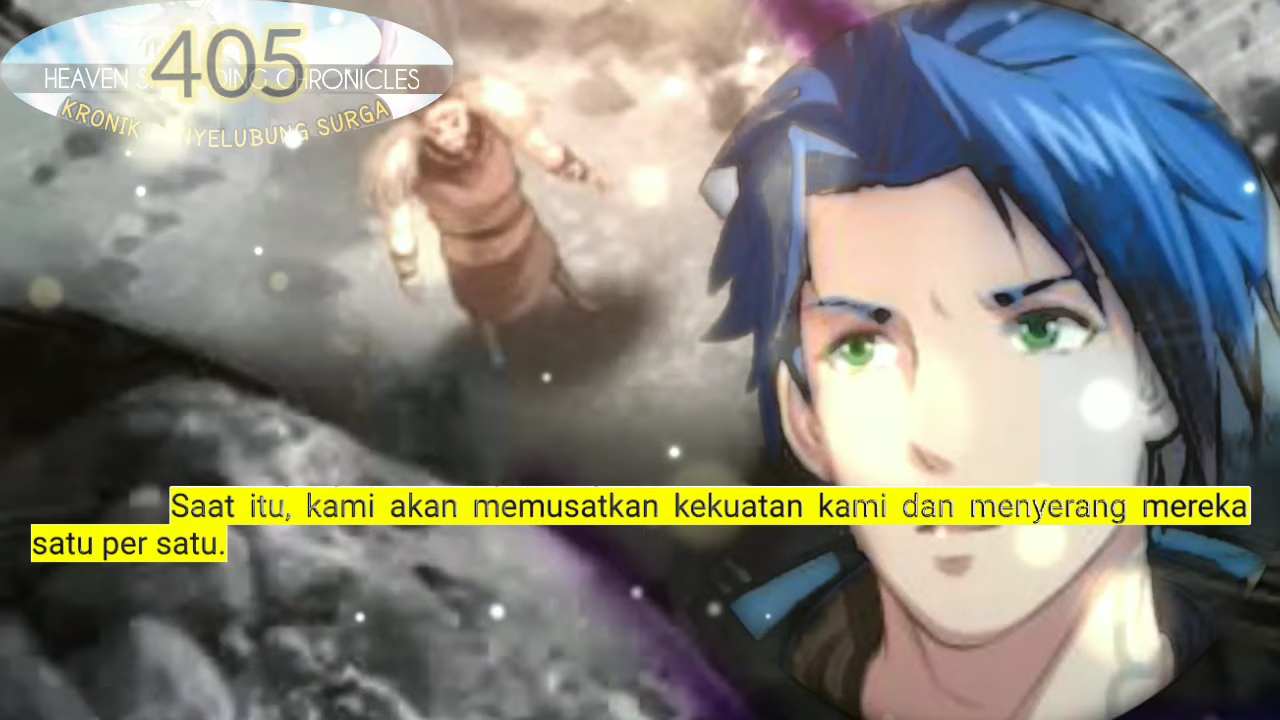 405
HEAVEN S DING CHRONICLES
KRONIK NYELUBUNG SURGA
Saat itu, kami akan memusatkan kekuatan kami dan menyerang mereka
satu per satu.